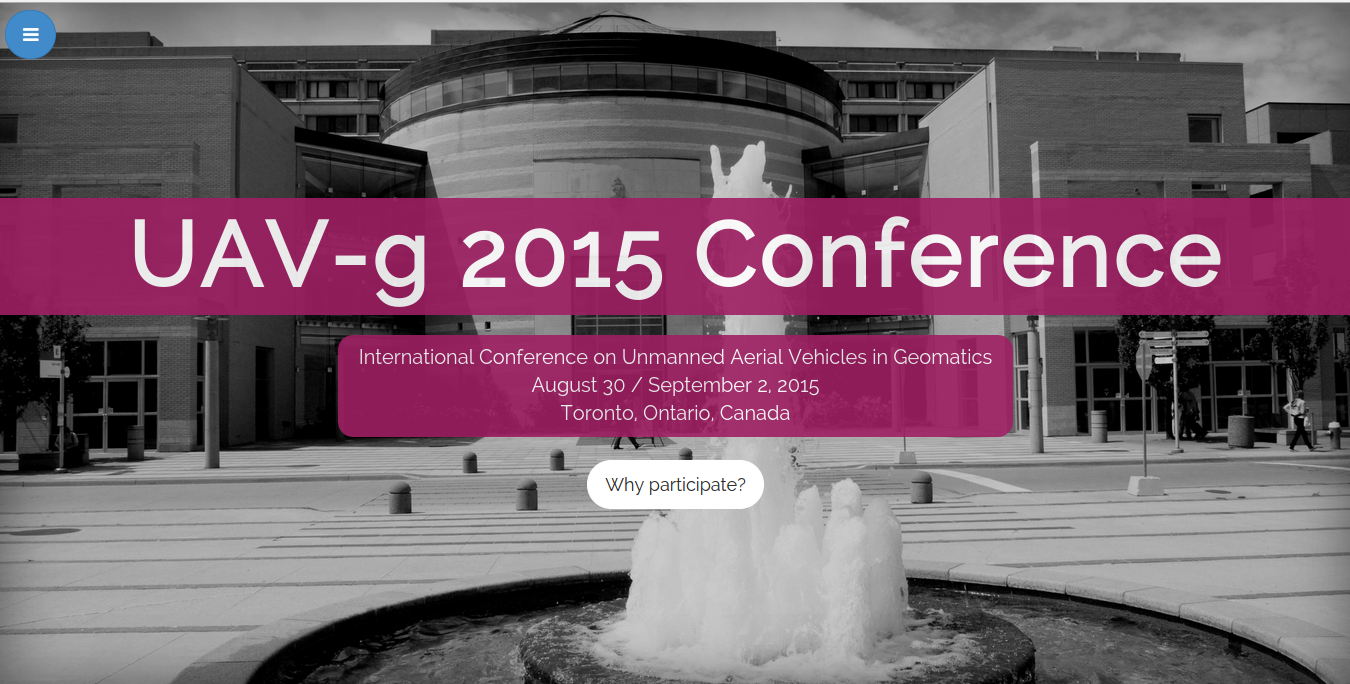 UAV-g 2015 Conference
International Conference on Unmanned Aerial Vehicles in Geomatics
August 30 / September 2, 2015
Toronto, Ontario, Canada
Why participate?